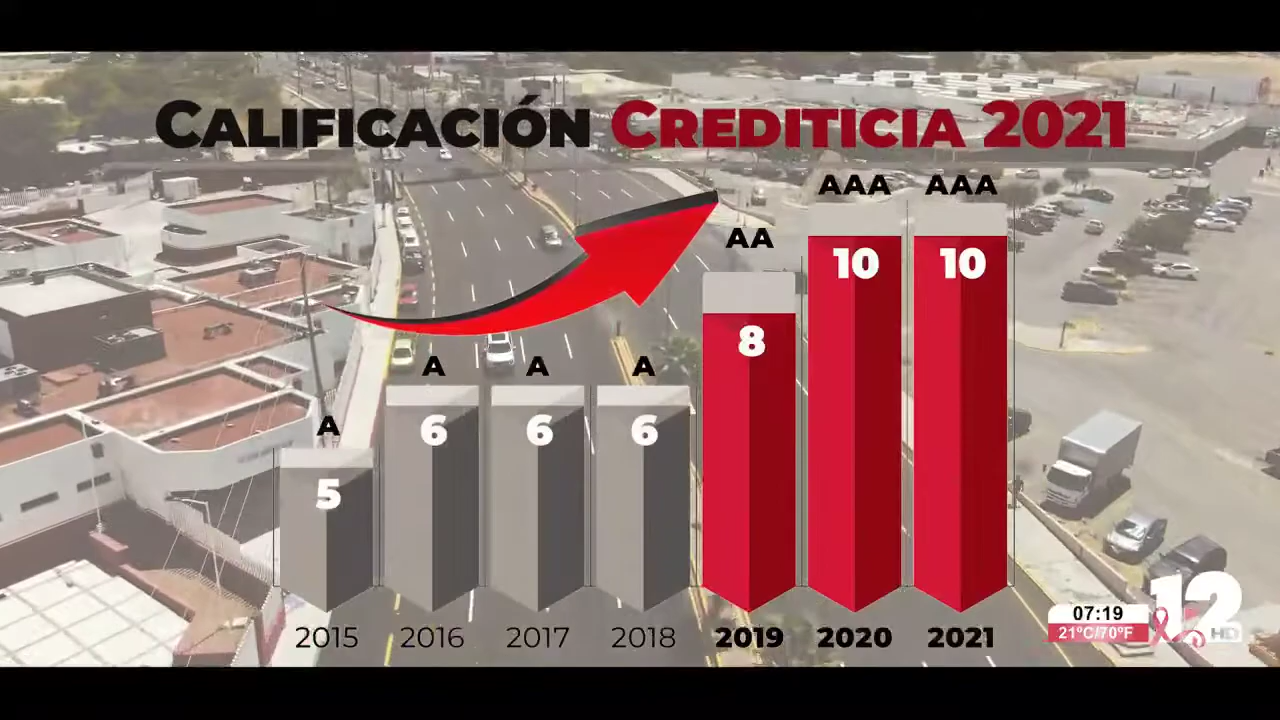 CALIFICACIÓN CREDITICIA 2021
AAA AAA
AA
10 10
8
A A A
A
6 6 6
5
2015 2016 2017 2018 2019 2020 2021
07:19
21°C/70°F
12
HD